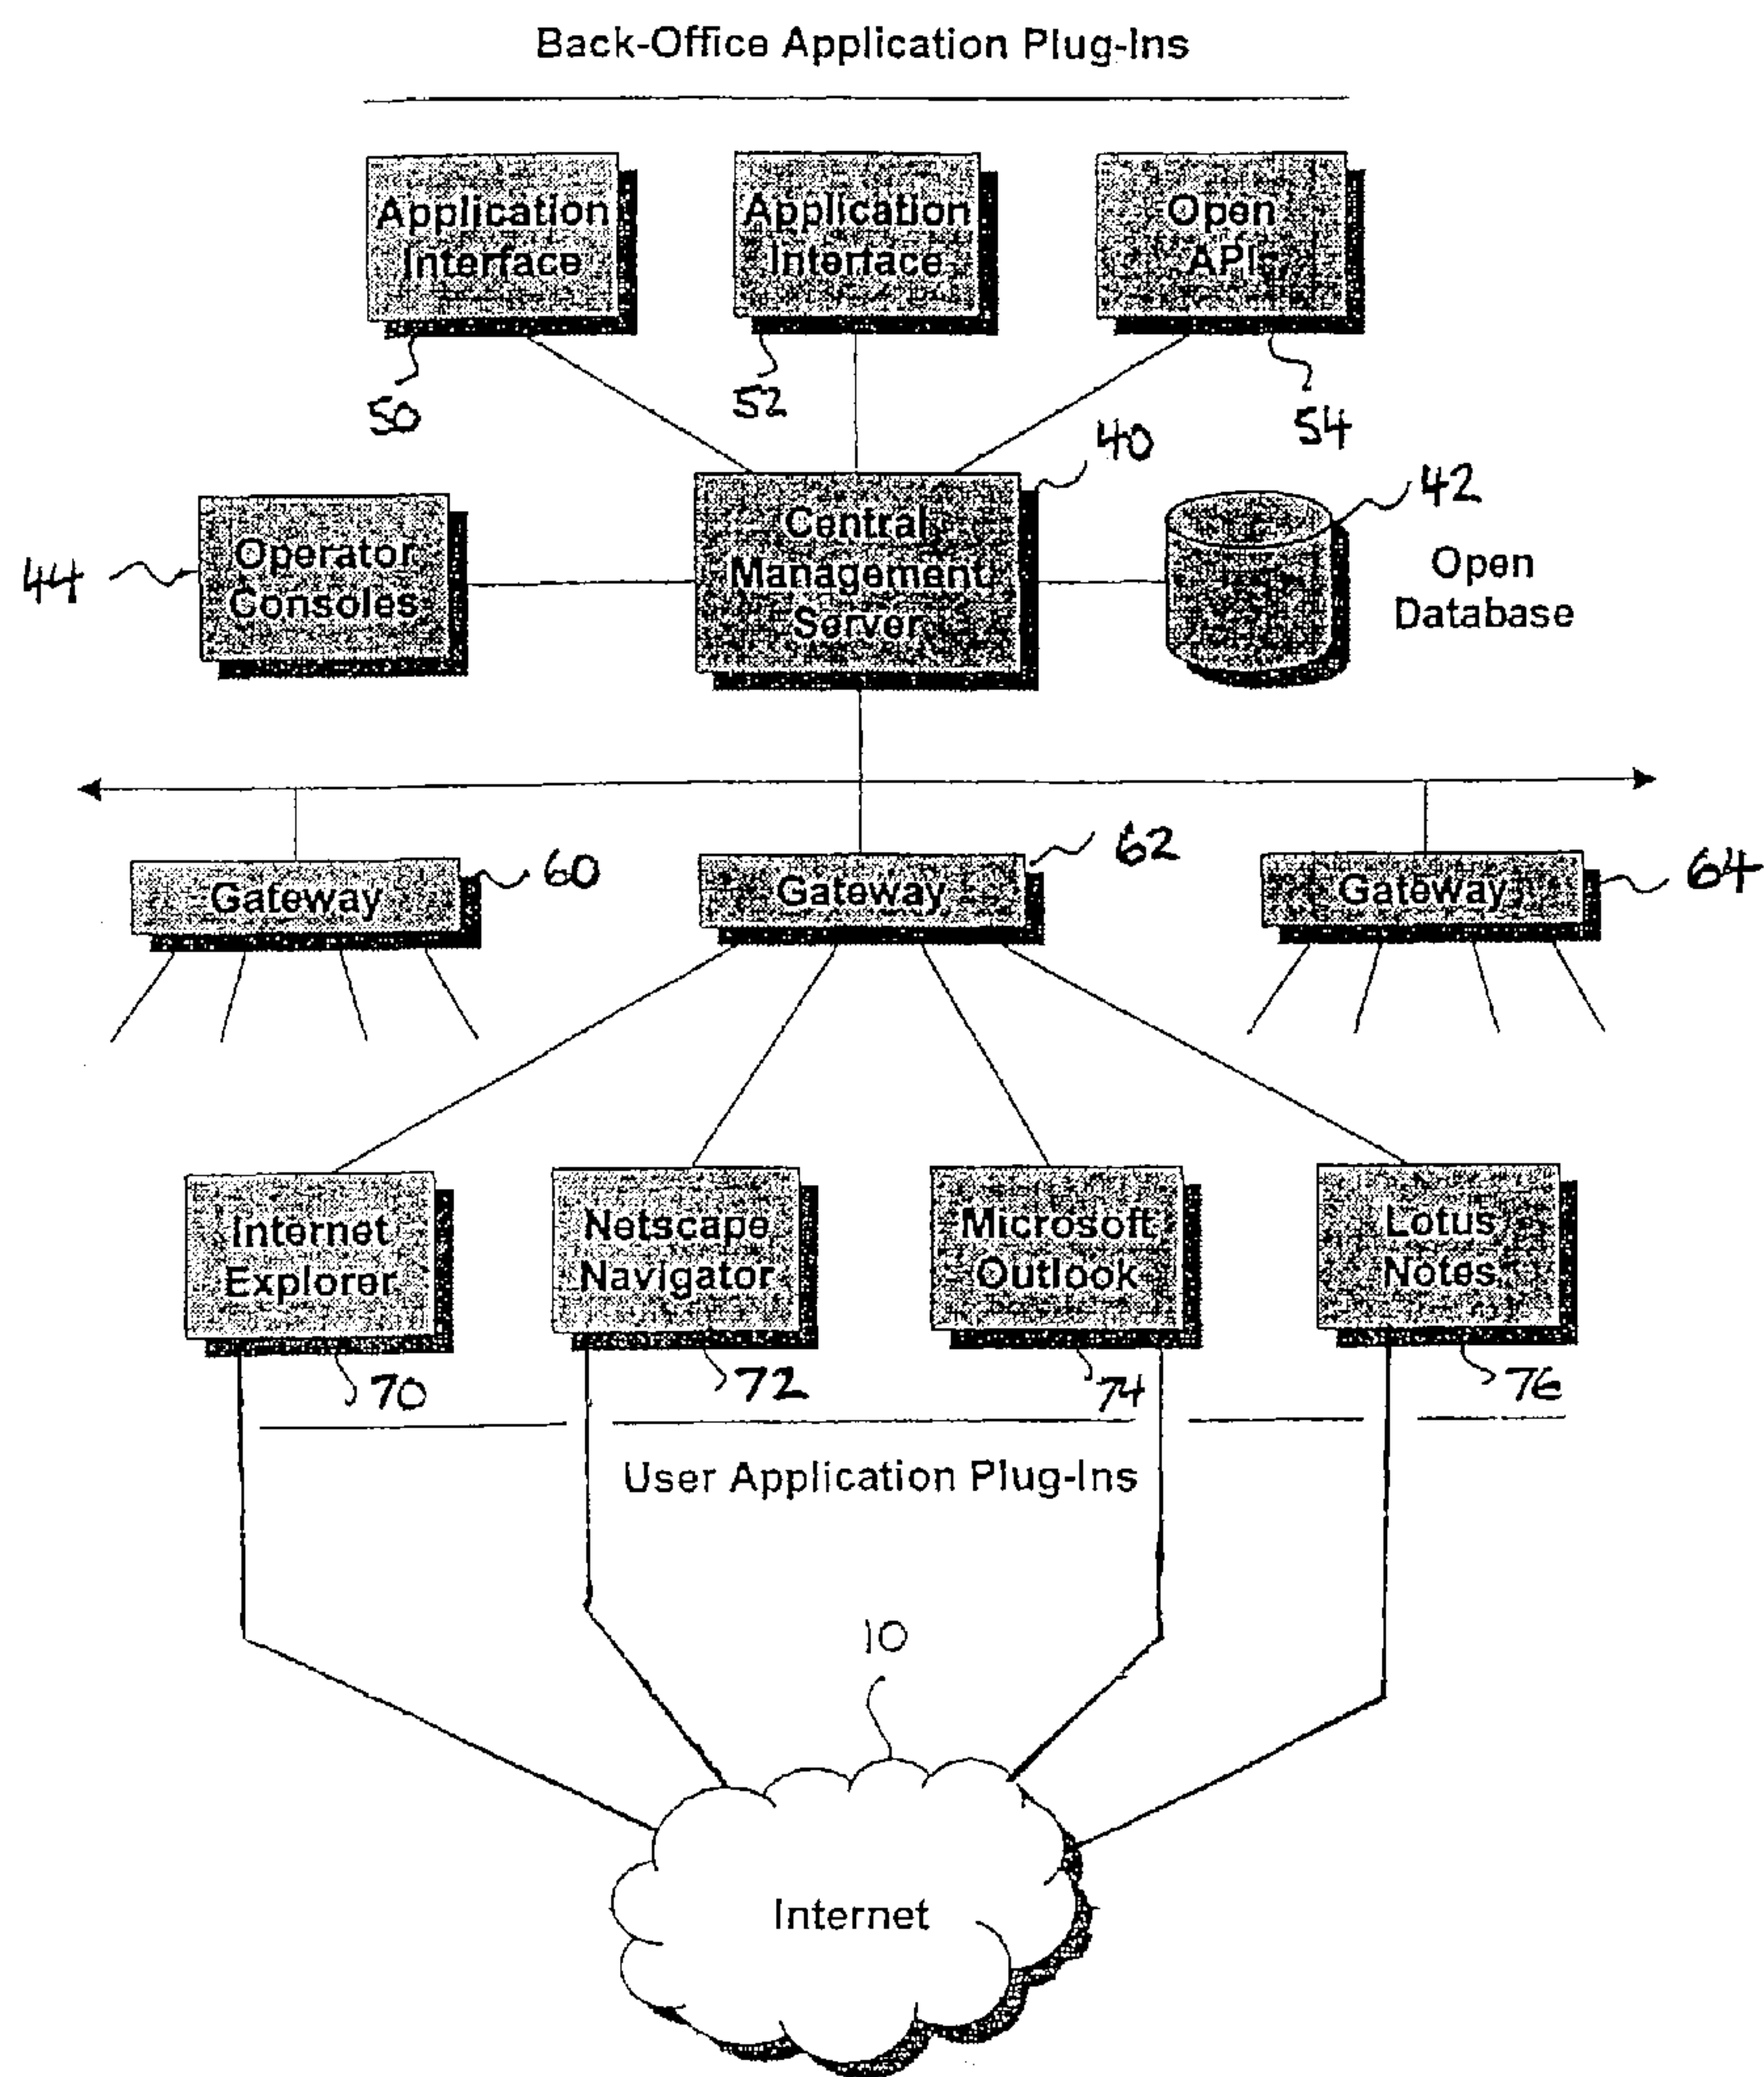 Back-Office Application Plug-Ins
Application
Interface
Application
Interface
Open
API
50
52
54
40
42
44
Operator
Consoles
Central
Management
Server
Open
Database
60
62
64
Gateway
Gateway
Gateway
Internet
Explorer
Netscape
Navigator
Microsoft
Outlook
Lotus
Notes
70
72
74
76
User Application Plug-Ins
10
Internet